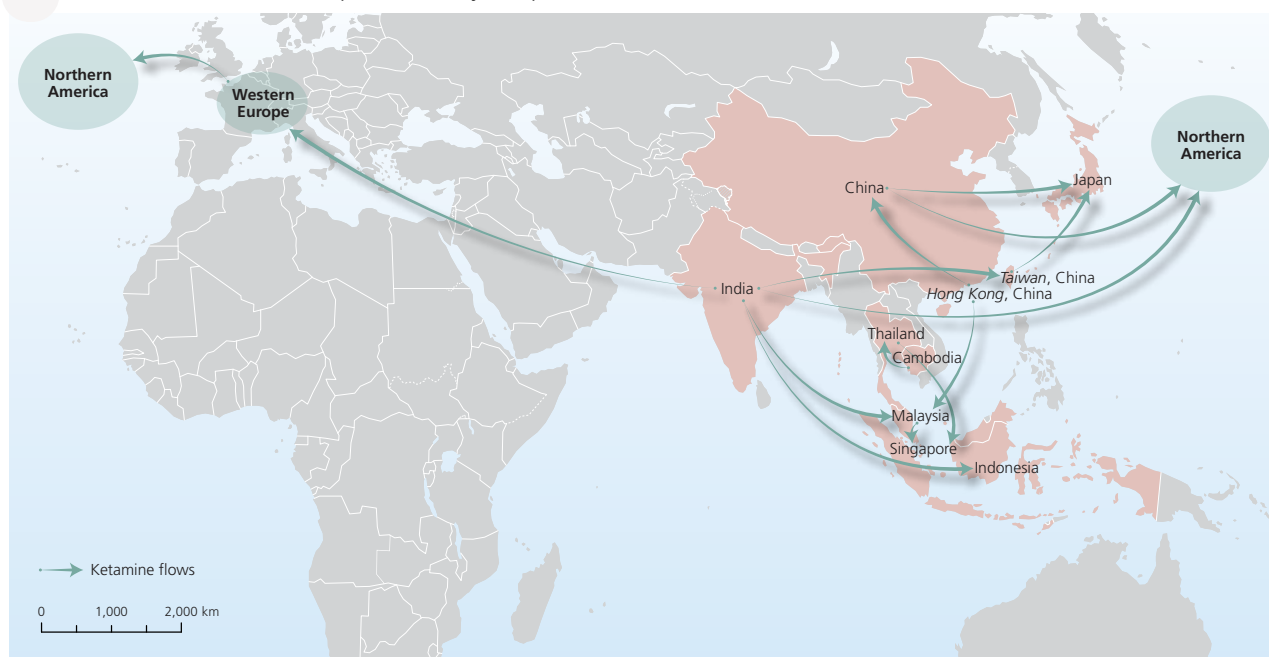 Northern
America
Western
Europe
Northern
America
China
Japan
India
Taiwan, China
Hong Kong, China
Thailand
Cambodia
Malaysia
Singapore
Indonesia
Ketamine flows
0 1,000 2,000 km